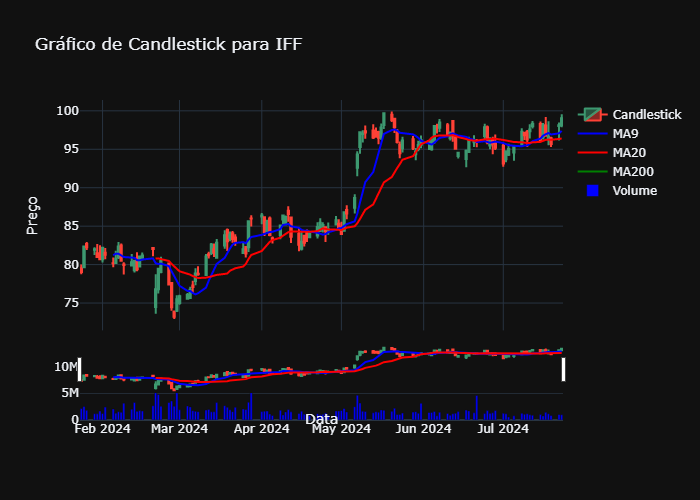 Gráfico de Candlestick para IFF
Candlestick
MA9
MA20
MA200
Volume
Preço
100
95
90
85
80
75
10M
5M
0
Feb 2024
Mar 2024
Apr 2024
May 2024
Jun 2024
Jul 2024
Data